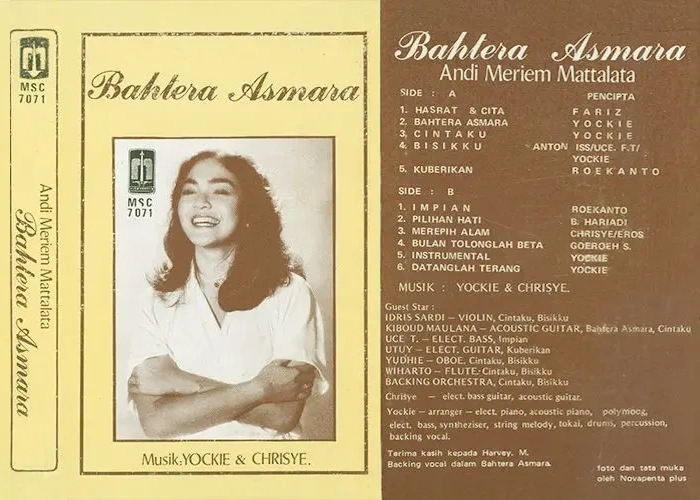 MSC
7071
Andi Meriem Mattalata
Bahtera Asmara
Bahtera Asmara
MSC
7071
Musik:YOCKIE & CHRISYE.
Bahtera Asmara
Andi Meriem Mattalata
SIDE : A PENCIPTA
1. HASRAT & CITA FARIZ
2. BAHTERA ASMARA YOCKIE
3. CINTAKU YOCKIE
4. BISIKKU ANTON ISS/UCE. F.T/
YOCKIE
5. KUBERIKAN ROEKANTO
SIDE : B
1. IMPIAN ROEKANTO
2. PILIHAN HATI B. HARIADI
3. MEREPIH ALAM CHRISYE/EROS
4. BULAN TOLONGLAH BETA GOEROEH S.
5. INSTRUMENTAL YOCKIE
6. DATANGLAH TERANG YOCKIE
MUSIK : YOCKIE & CHRISYE.
Guest Star :
IDRIS SARDI – VIOLIN, Cintaku, Bisikku
KIBOUD MAULANA – ACOUSTIC GUITAR, Bahtera Asmara, Cintaku
UCE T. – ELECT. BASS, Impian
UTUY – ELECT. GUITAR, Kuberikan
YUDHIE – OBOE, Cintaku, Bisikku
WIHARTO – FLUTE, Cintaku, Bisikku
BACKING ORCHESTRA, Cintaku, Bisikku
Chrisye – elect. bass guitar, acoustic guitar.
Yockie – arranger – elect. piano, acoustic piano, polymoog,
elect. bass, syntheziser, string melody, tokai, drums, percussion,
backing vocal.
Terima kasih kepada Harvey. M.
Backing vocal dalam Bahtera Asmara.
foto dan tata muka
oleh Novapenta plus